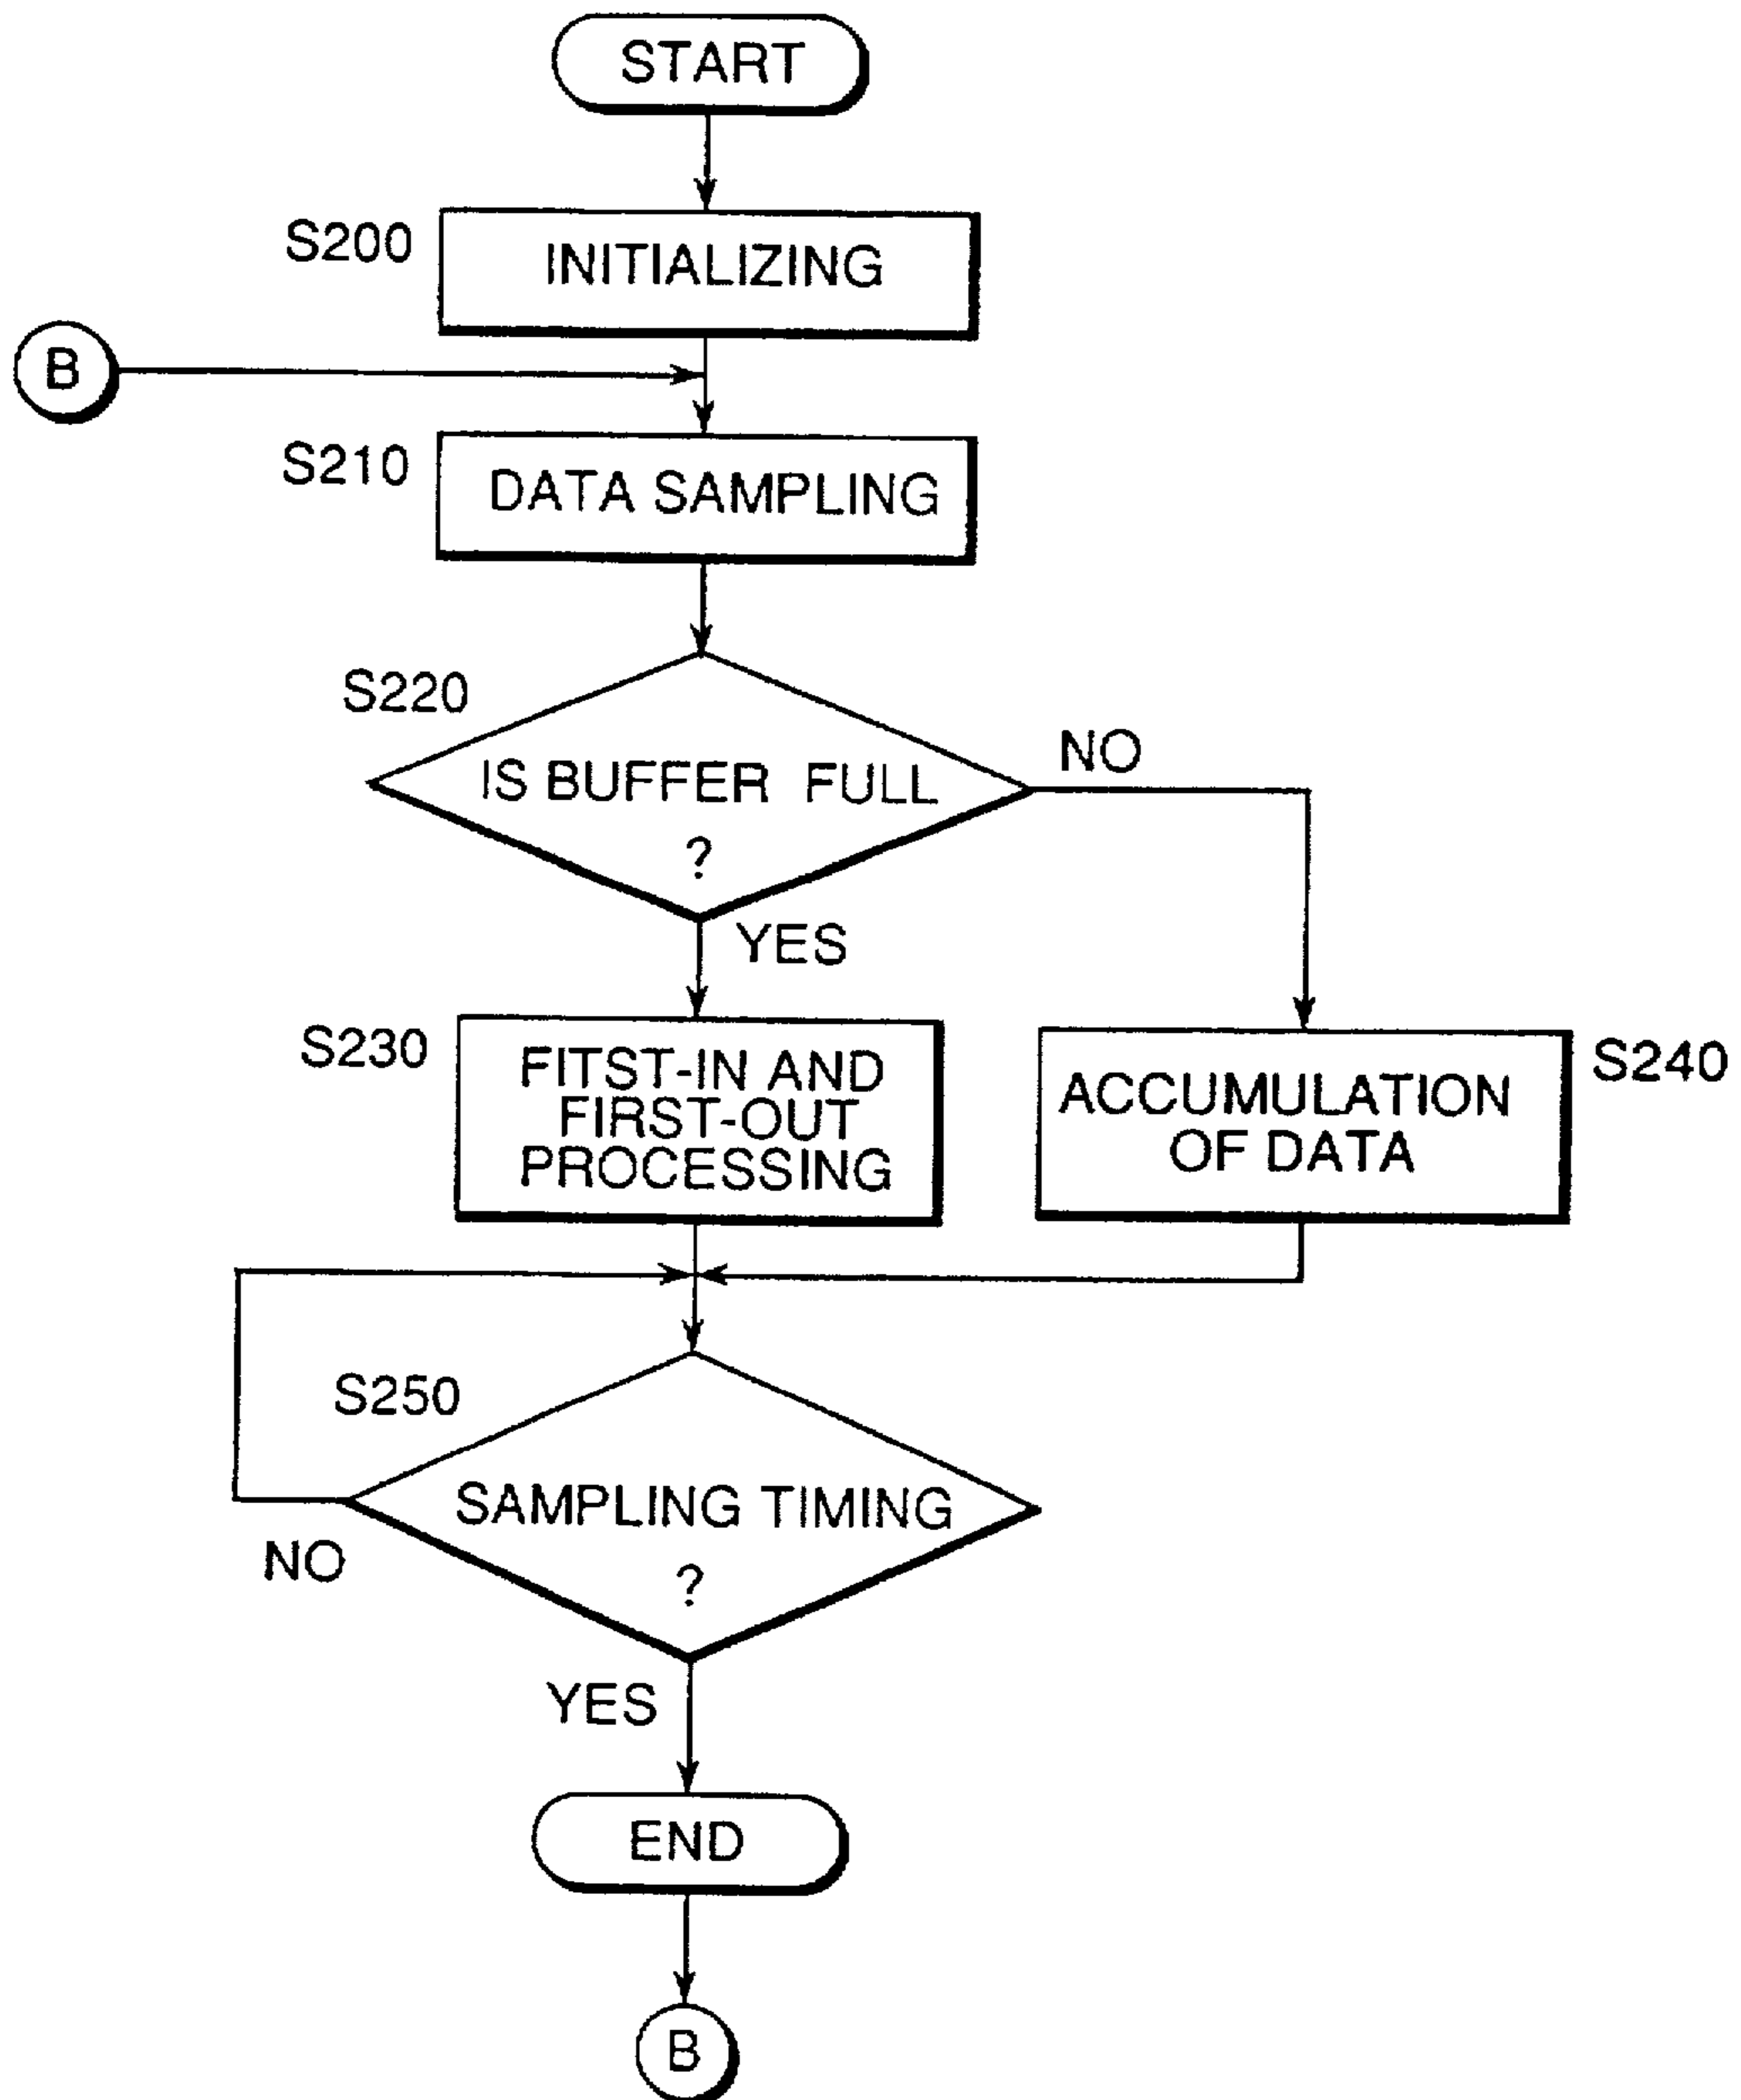 START
S200
INITIALIZING
B
S210
DATA SAMPLING
S220
IS BUFFER FULL
?
NO
YES
S230
FITST-IN AND
FIRST-OUT
PROCESSING
S240
ACCUMULATION
OF DATA
S250
SAMPLING TIMING
?
NO
YES
END
B